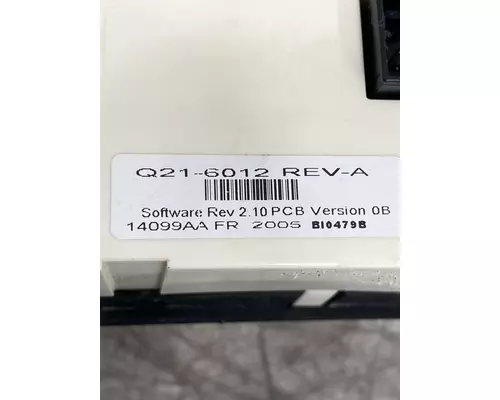 Q21-6012 REV-A
Software Rev 2.10 PCB Version 0B
14099AA FR 2005 BI0479B